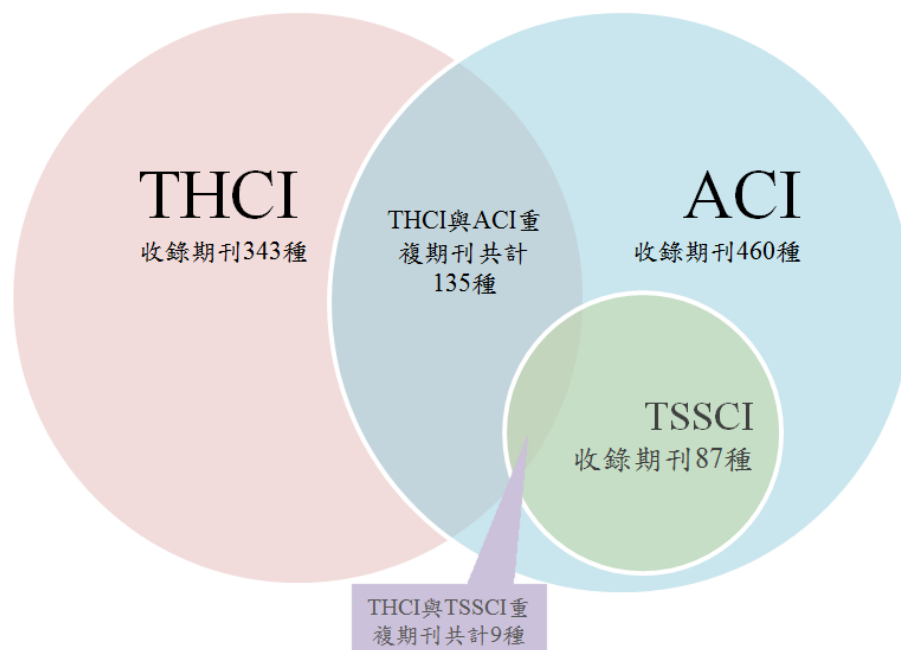 THCI
收錄期刊343種
THCI與ACI重
複期刊共計
135種
ACI
收錄期刊460種
TSSCI
收錄期刊87種
THCI與TSSCI重
複期刊共計9種